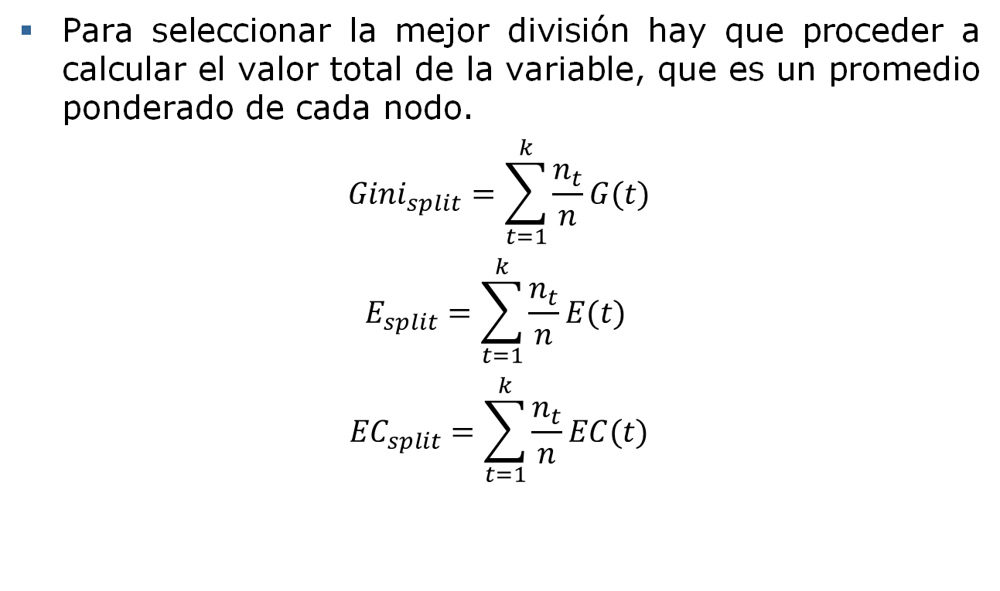 ▪ Para seleccionar la mejor división hay que proceder a
calcular el valor total de la variable, que es un promedio
ponderado de cada nodo.
$Gini_{split} = \sum_{t=1}^{k} \frac{n_t}{n} G(t)$
$E_{split} = \sum_{t=1}^{k} \frac{n_t}{n} E(t)$
$EC_{split} = \sum_{t=1}^{k} \frac{n_t}{n} EC(t)$